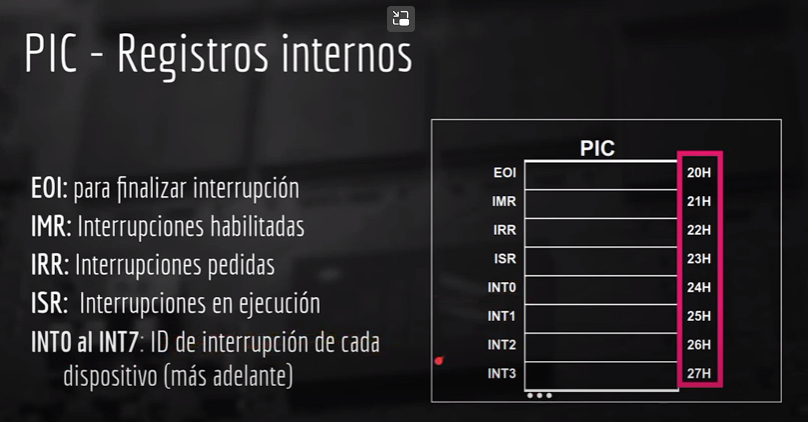 PIC - Registros internos
EOI: para finalizar interrupción
IMR: Interrupciones habilitadas
IRR: Interrupciones pedidas
ISR: Interrupciones en ejecución
INT0 al INT7: ID de interrupción de cada
dispositivo (más adelante)
PIC
EOI 20H
IMR 21H
IRR 22H
ISR 23H
INT0 24H
INT1 25H
INT2 26H
INT3 27H